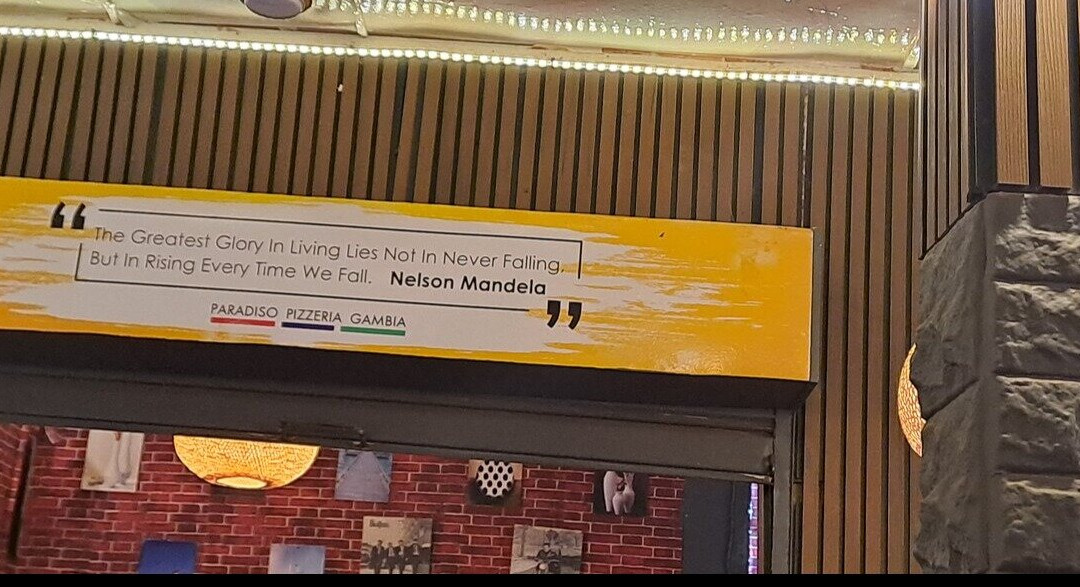 “
The Greatest Glory In Living Lies Not In Never Falling,
But In Rising Every Time We Fall. Nelson Mandela
”
PARADISO PIZZERIA GAMBIA